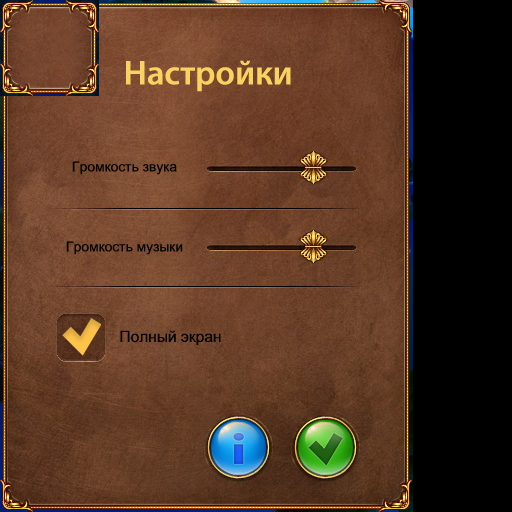 Настройки
Громкость звука
Громкость музыки
Полный экран